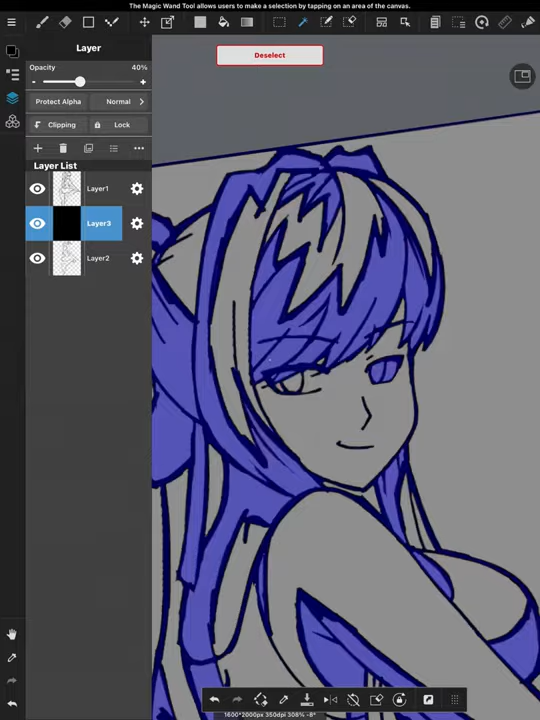 The Magic Wand Tool allows users to make a selection by tapping on an area of the canvas.
Deselect
Layer
Opacity
40%
- +
Protect Alpha
Normal
Clipping
Lock
Layer List
Layer1
Layer3
Layer2
1600*2000px 350dpi 308% -8°